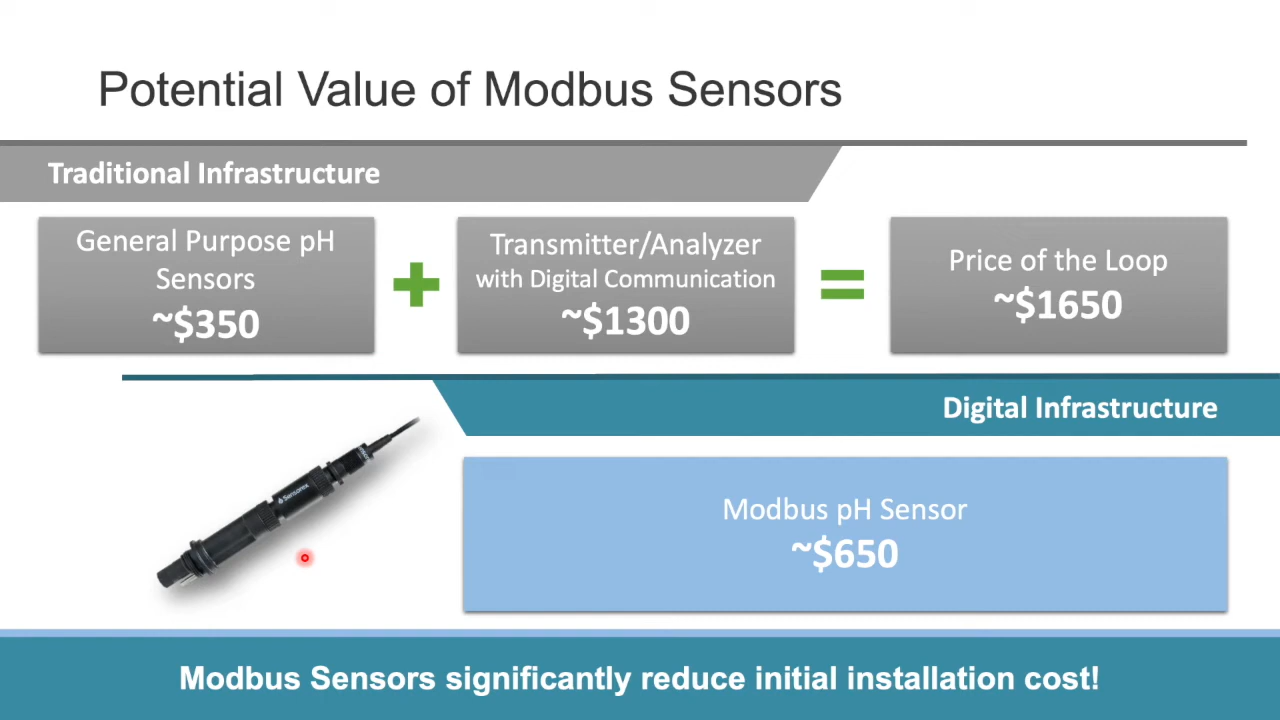 Potential Value of Modbus Sensors
Traditional Infrastructure
General Purpose pH
Sensors
~$350
+
Transmitter/Analyzer
with Digital Communication
~$1300
=
Price of the Loop
~$1650
Digital Infrastructure
Sensorex
Modbus pH Sensor
~$650
Modbus Sensors significantly reduce initial installation cost!